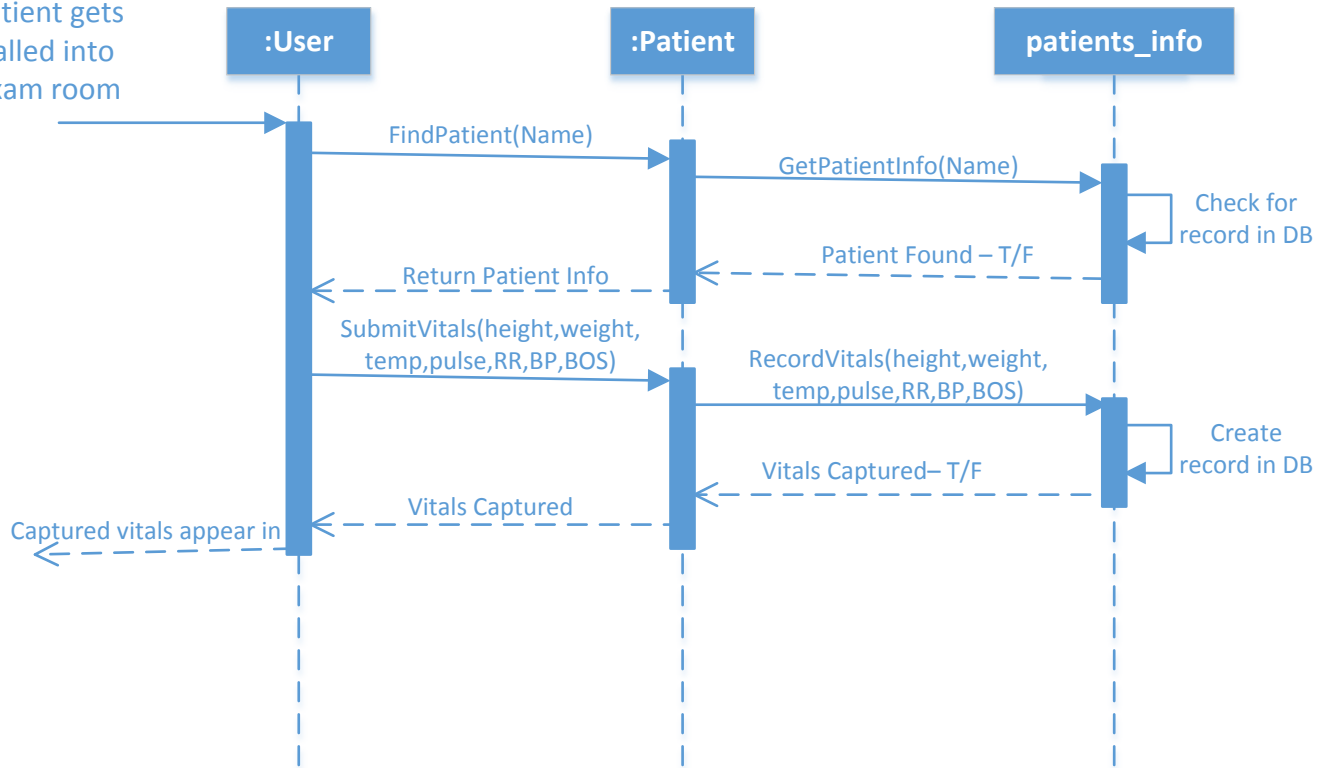 tient gets
alled into
xam room
:User
:Patient
patients_info
FindPatient(Name)
GetPatientInfo(Name)
Check for
record in DB
Patient Found – T/F
Return Patient Info
SubmitVitals(height,weight,
temp,pulse,RR,BP,BOS)
RecordVitals(height,weight,
temp,pulse,RR,BP,BOS)
Create
record in DB
Vitals Captured– T/F
Vitals Captured
Captured vitals appear in